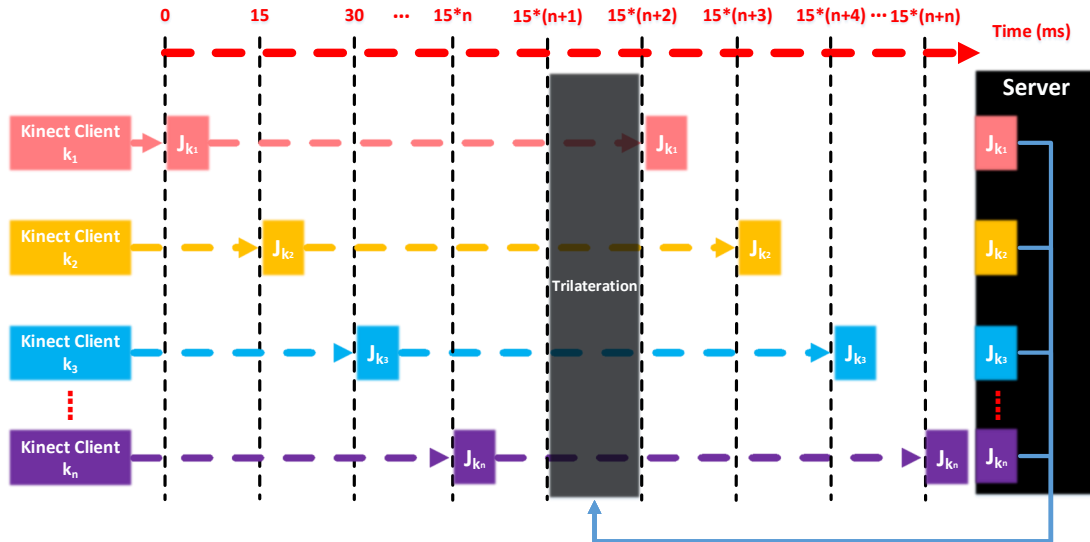 0 15 30 ... 15*n 15*(n+1) 15*(n+2) 15*(n+3) 15*(n+4) ... 15*(n+n)
Time (ms)
Server
Kinect Client
k1
Jk1
Jk1
Jk1
Kinect Client
k2
Jk2
Jk2
Jk2
Trilateration
Kinect Client
k3
Jk3
Jk3
Jk3
Kinect Client
kn
Jkn
Jkn
Jkn